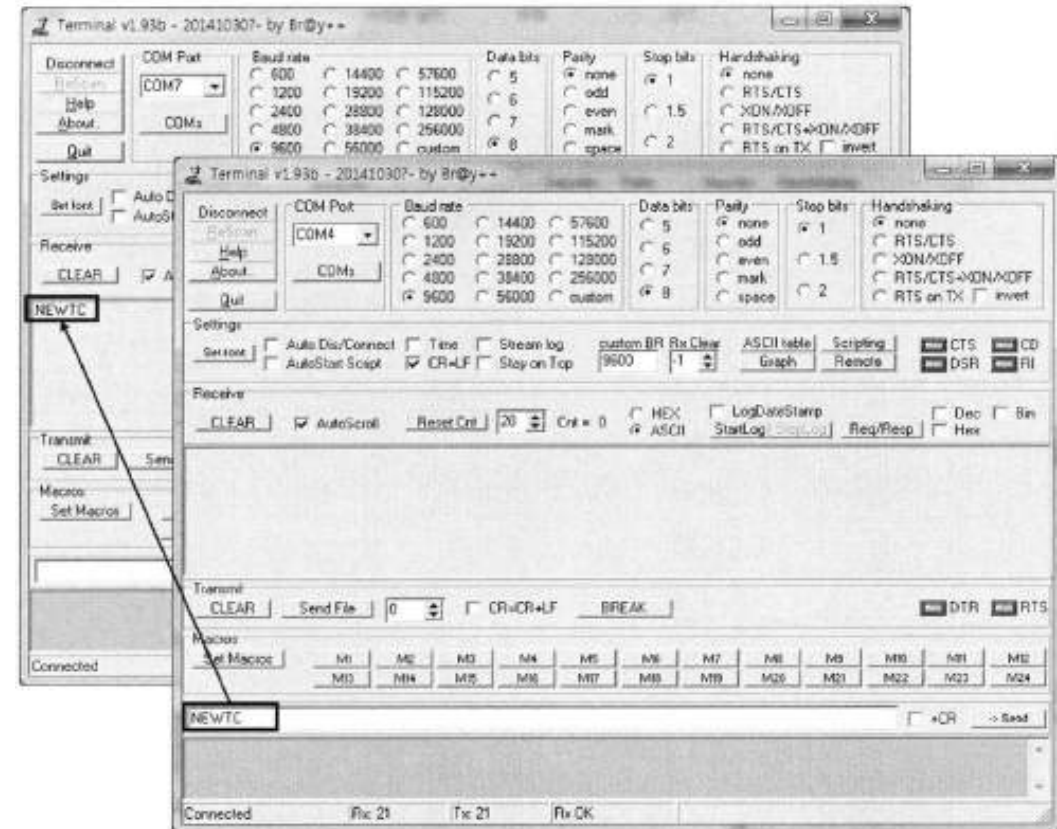 Terminal v1.93b - 20141030?- by Br@y++
Disconnect
ReScan
Help
About..
Quit
COM Port
COM7
COMs
Baud rate
600 14400 57600
1200 19200 115200
2400 28800 128000
4800 38400 256000
9600 56000 custom
Data bits
5
6
7
8
Parity
none
odd
even
mark
space
Stop bits
1
1.5
2
Handshaking
none
RTS/CTS
XON/XOFF
RTS/CTS+XON/XOFF
RTS on TX invert
Settings
Set font
Auto D
AutoSt
Receive
CLEAR
A
NEWTC
Transmit
CLEAR
Sen
Macros
Set Macros
Connected
Terminal v1.93b - 20141030?- by Br@y++
Disconnect
ReScan
Help
About..
Quit
COM Port
COM4
COMs
Baud rate
600 14400 57600
1200 19200 115200
2400 28800 128000
4800 38400 256000
9600 56000 custom
Data bits
5
6
7
8
Parity
none
odd
even
mark
space
Stop bits
1
1.5
2
Handshaking
none
RTS/CTS
XON/XOFF
RTS/CTS+XON/XOFF
RTS on TX invert
Settings
Set font
Auto Dis/Connect Time Stream log
AutoStart Script CR=LF Stay on Top
custom BR Rx Clear
9600 -1
ASCII table Scripting
Graph Remote
CTS CD
DSR RI
Receive
CLEAR AutoScroll Reset Cnt 20 Cnt = 0
HEX
ASCII
LogDateStamp
StartLog StopLog Req/Resp
Dec Bin
Hex
Transmit
CLEAR Send File 0 CR=CR+LF BREAK DTR RTS
Macros
Set Macros
M1 M2 M3 M4 M5 M6 M7 M8 M9 M10 M11 M12
M13 M14 M15 M16 M17 M18 M19 M20 M21 M22 M23 M24
NEWTC +CR -> Send
Connected Rx: 21 Tx: 21 Rx OK